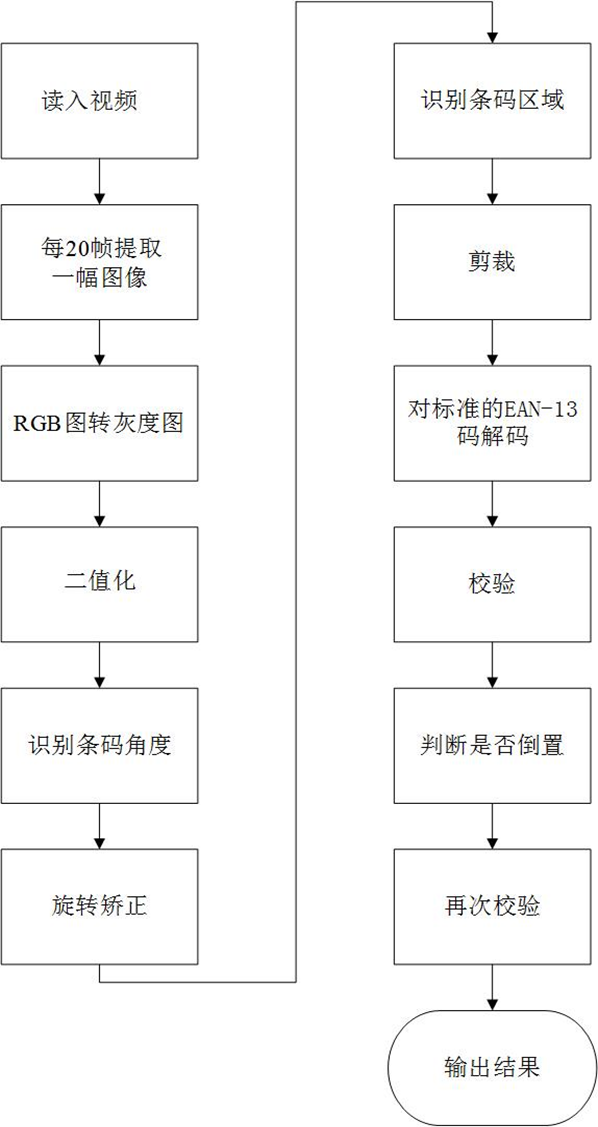 读入视频
每20帧提取
一幅图像
RGB图转灰度图
二值化
识别条码角度
旋转矫正
识别条码区域
剪裁
对标准的EAN-13
码解码
校验
判断是否倒置
再次校验
输出结果